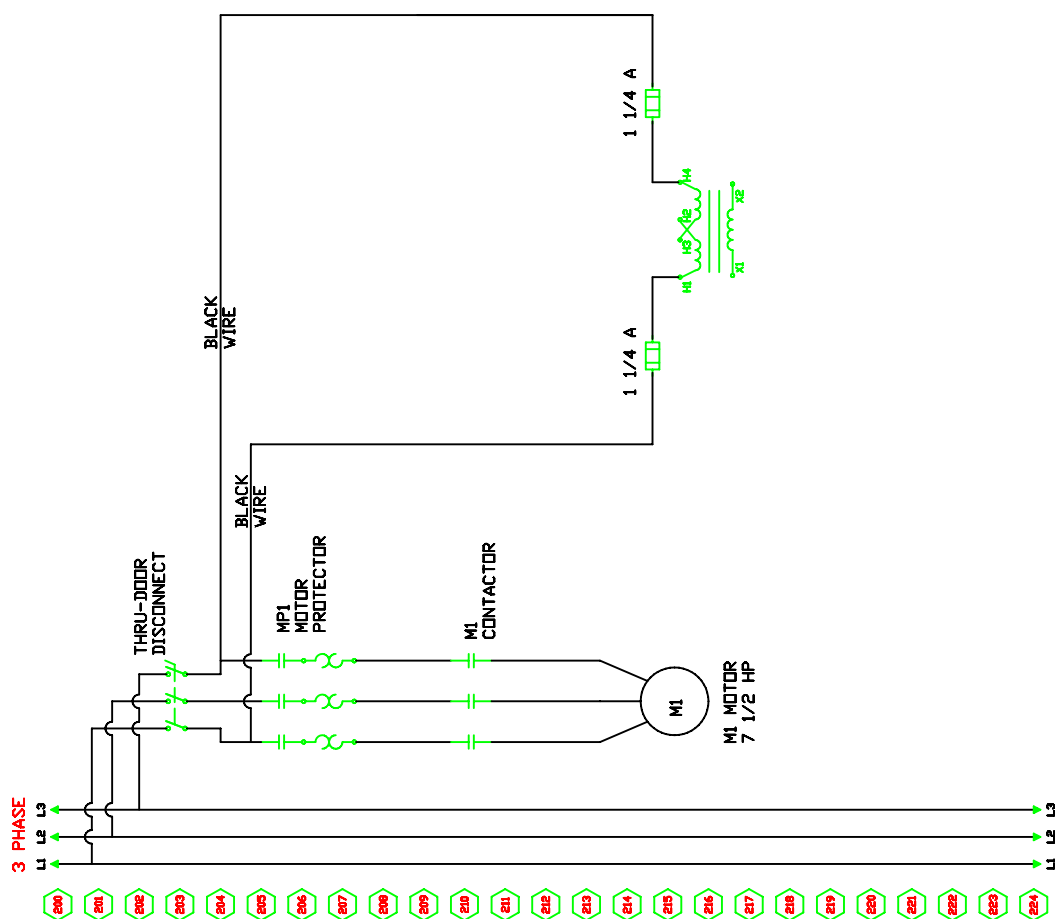 3 PHASE
L1
L2
L3
THRU-DOOR
DISCONNECT
BLACK
WIRE
BLACK
WIRE
MP1
MOTOR
PROTECTOR
M1
CONTACTOR
M1
M1 MOTOR
7 1/2 HP
1 1/4 A
1 1/4 A
H1
H3
H2
H4
X1
X2
L1
L2
L3
200
201
202
203
204
205
206
207
208
209
210
211
212
213
214
215
216
217
218
219
220
221
222
223
224